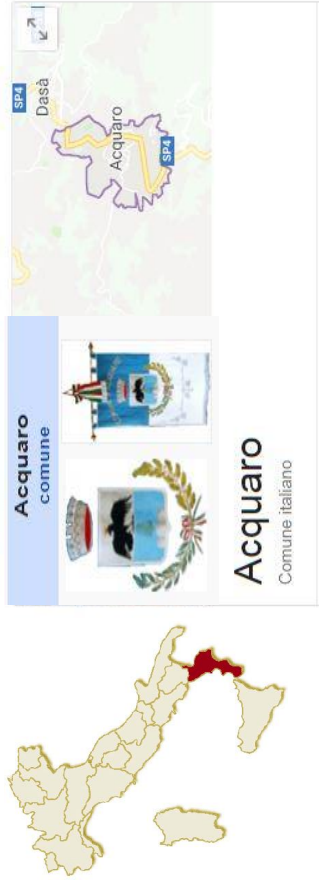 Acquaro
comune
SP4
Dasà
Acquaro
SP4
Acquaro
Comune italiano